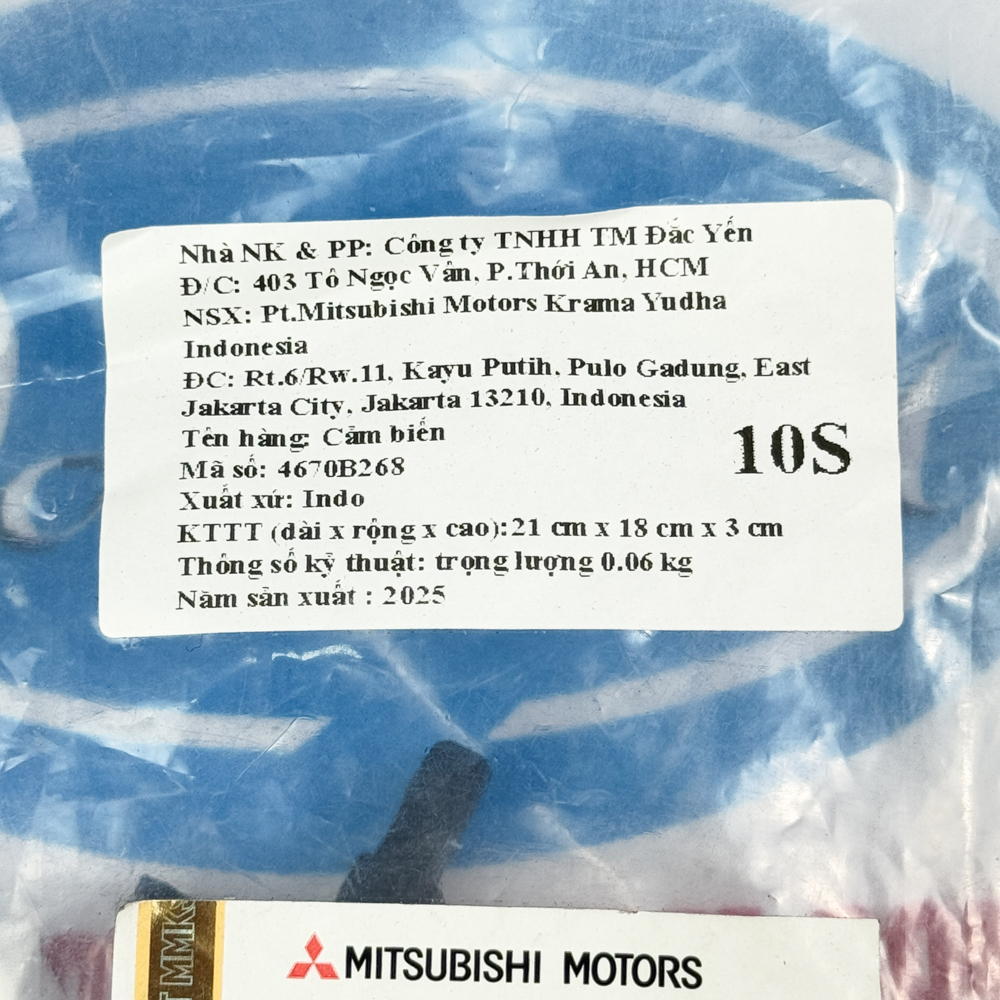 Nhà NK & PP: Công ty TNHH TM Đắc Yến
Đ/C: 403 Tô Ngọc Vân, P.Thới An, HCM
NSX: Pt.Mitsubishi Motors Krama Yudha
Indonesia
ĐC: Rt.6/Rw.11, Kayu Putih, Pulo Gadung, East
Jakarta City, Jakarta 13210, Indonesia
Tên hàng: Cảm biến
Mã số: 4670B268
10S
Xuất xứ: Indo
KTTT (dài x rộng x cao):21 cm x 18 cm x 3 cm
Thông số kỹ thuật: trọng lượng 0.06 kg
Năm sản xuất : 2025
MITSUBISHI MOTORS